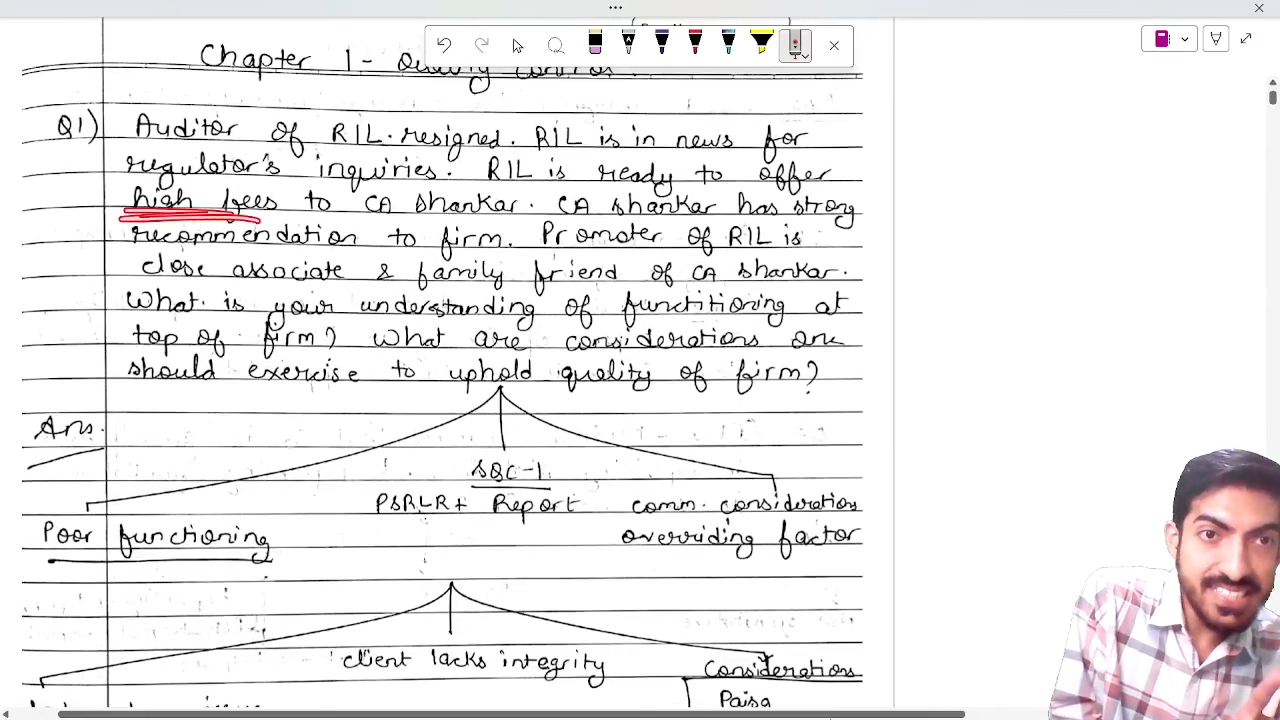 Chapter 1 - Quality Control.
Q1) Auditor of RIL resigned. RIL is in news for
regulator's inquiries. RIL is ready to offer
high fees to CA Shankar. CA Shankar has strong
recommendation to firm. Promoter of RIL is
close associate & family friend of CA Shankar.
What is your understanding of functitioning at
top of firm? What are considerations one
should exercise to uphold quality of firm?
Ans.
SQC-1
PSRLR+ Report
comm. consideration
Poor functioning
overriding factor
client lacks integrity
Considerations
Paisa